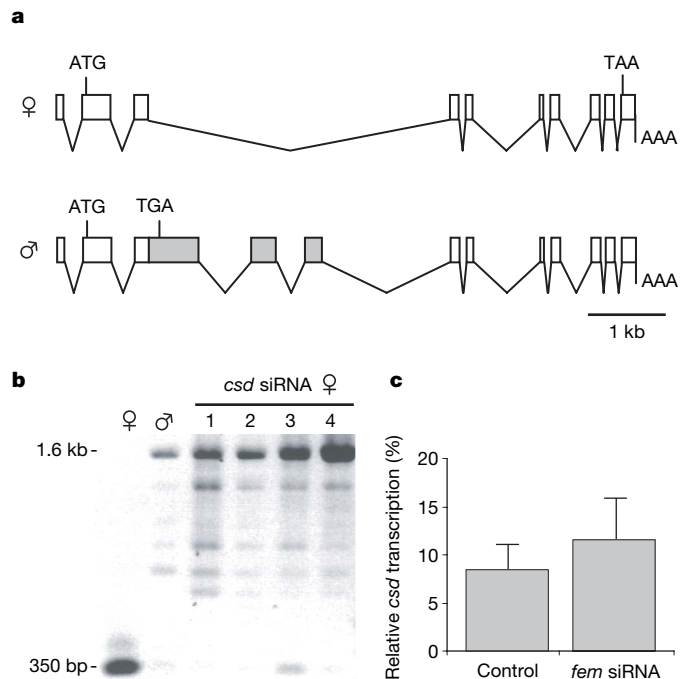 a
ATG TAA
♀
AAA
ATG TGA
♂
AAA
1 kb
b
csd siRNA ♀
♀ ♂ 1 2 3 4
1.6 kb-
350 bp-
c
Relative csd transcription (%)
20
15
10
5
0
Control fem siRNA